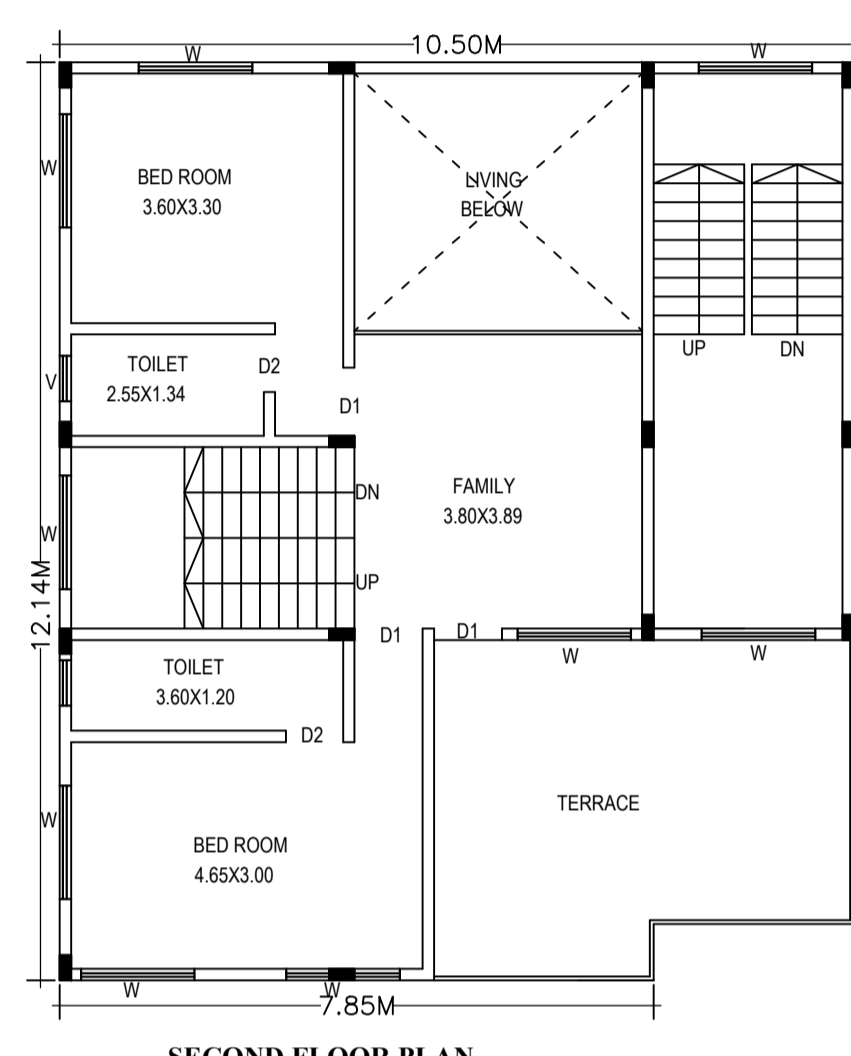 10.50M
W
W
W
BED ROOM
3.60X3.30
LIVING
BELOW
UP
DN
TOILET
2.55X1.34
D2
V
D1
DN
FAMILY
3.80X3.89
W
UP
12.14M
D1
D1
W
W
TOILET
3.60X1.20
D2
TERRACE
W
BED ROOM
4.65X3.00
W
W
7.85M
SECOND FLOOR PLAN